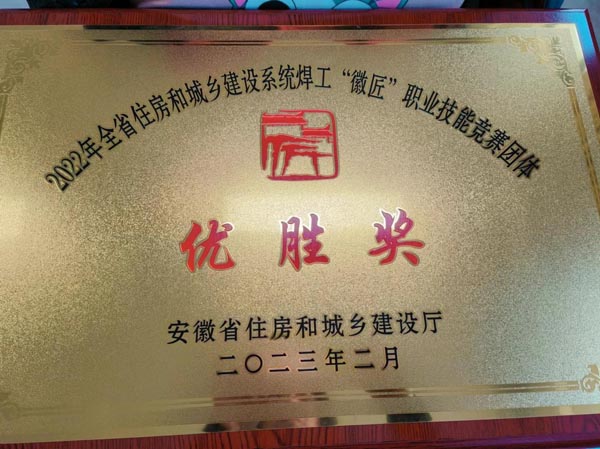 2022年全省住房和城乡建设系统焊工“徽匠”职业技能竞赛团体
优胜奖
安徽省住房和城乡建设厅
二〇二三年二月